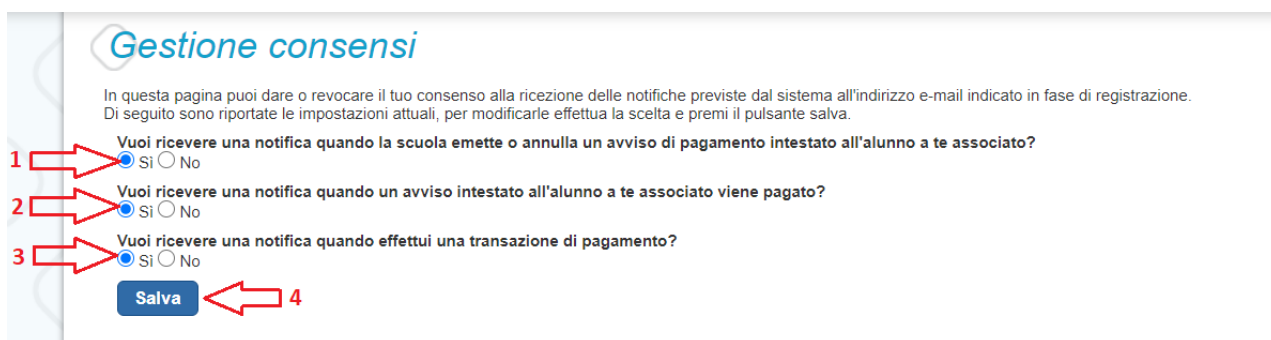 Gestione consensi
In questa pagina puoi dare o revocare il tuo consenso alla ricezione delle notifiche previste dal sistema all'indirizzo e-mail indicato in fase di registrazione.
Di seguito sono riportate le impostazioni attuali, per modificarle effettua la scelta e premi il pulsante salva.
Vuoi ricevere una notifica quando la scuola emette o annulla un avviso di pagamento intestato all'alunno a te associato?
1 Sì No
Vuoi ricevere una notifica quando un avviso intestato all'alunno a te associato viene pagato?
2 Sì No
Vuoi ricevere una notifica quando effettui una transazione di pagamento?
3 Sì No
Salva 4